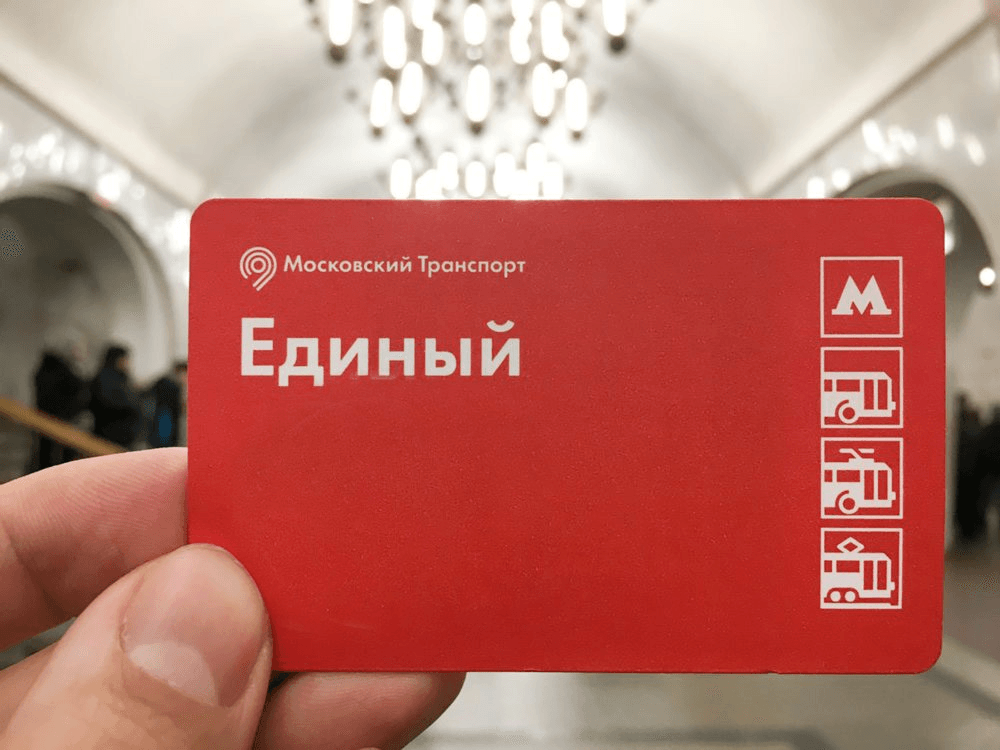 Московский Транспорт
Единый
М